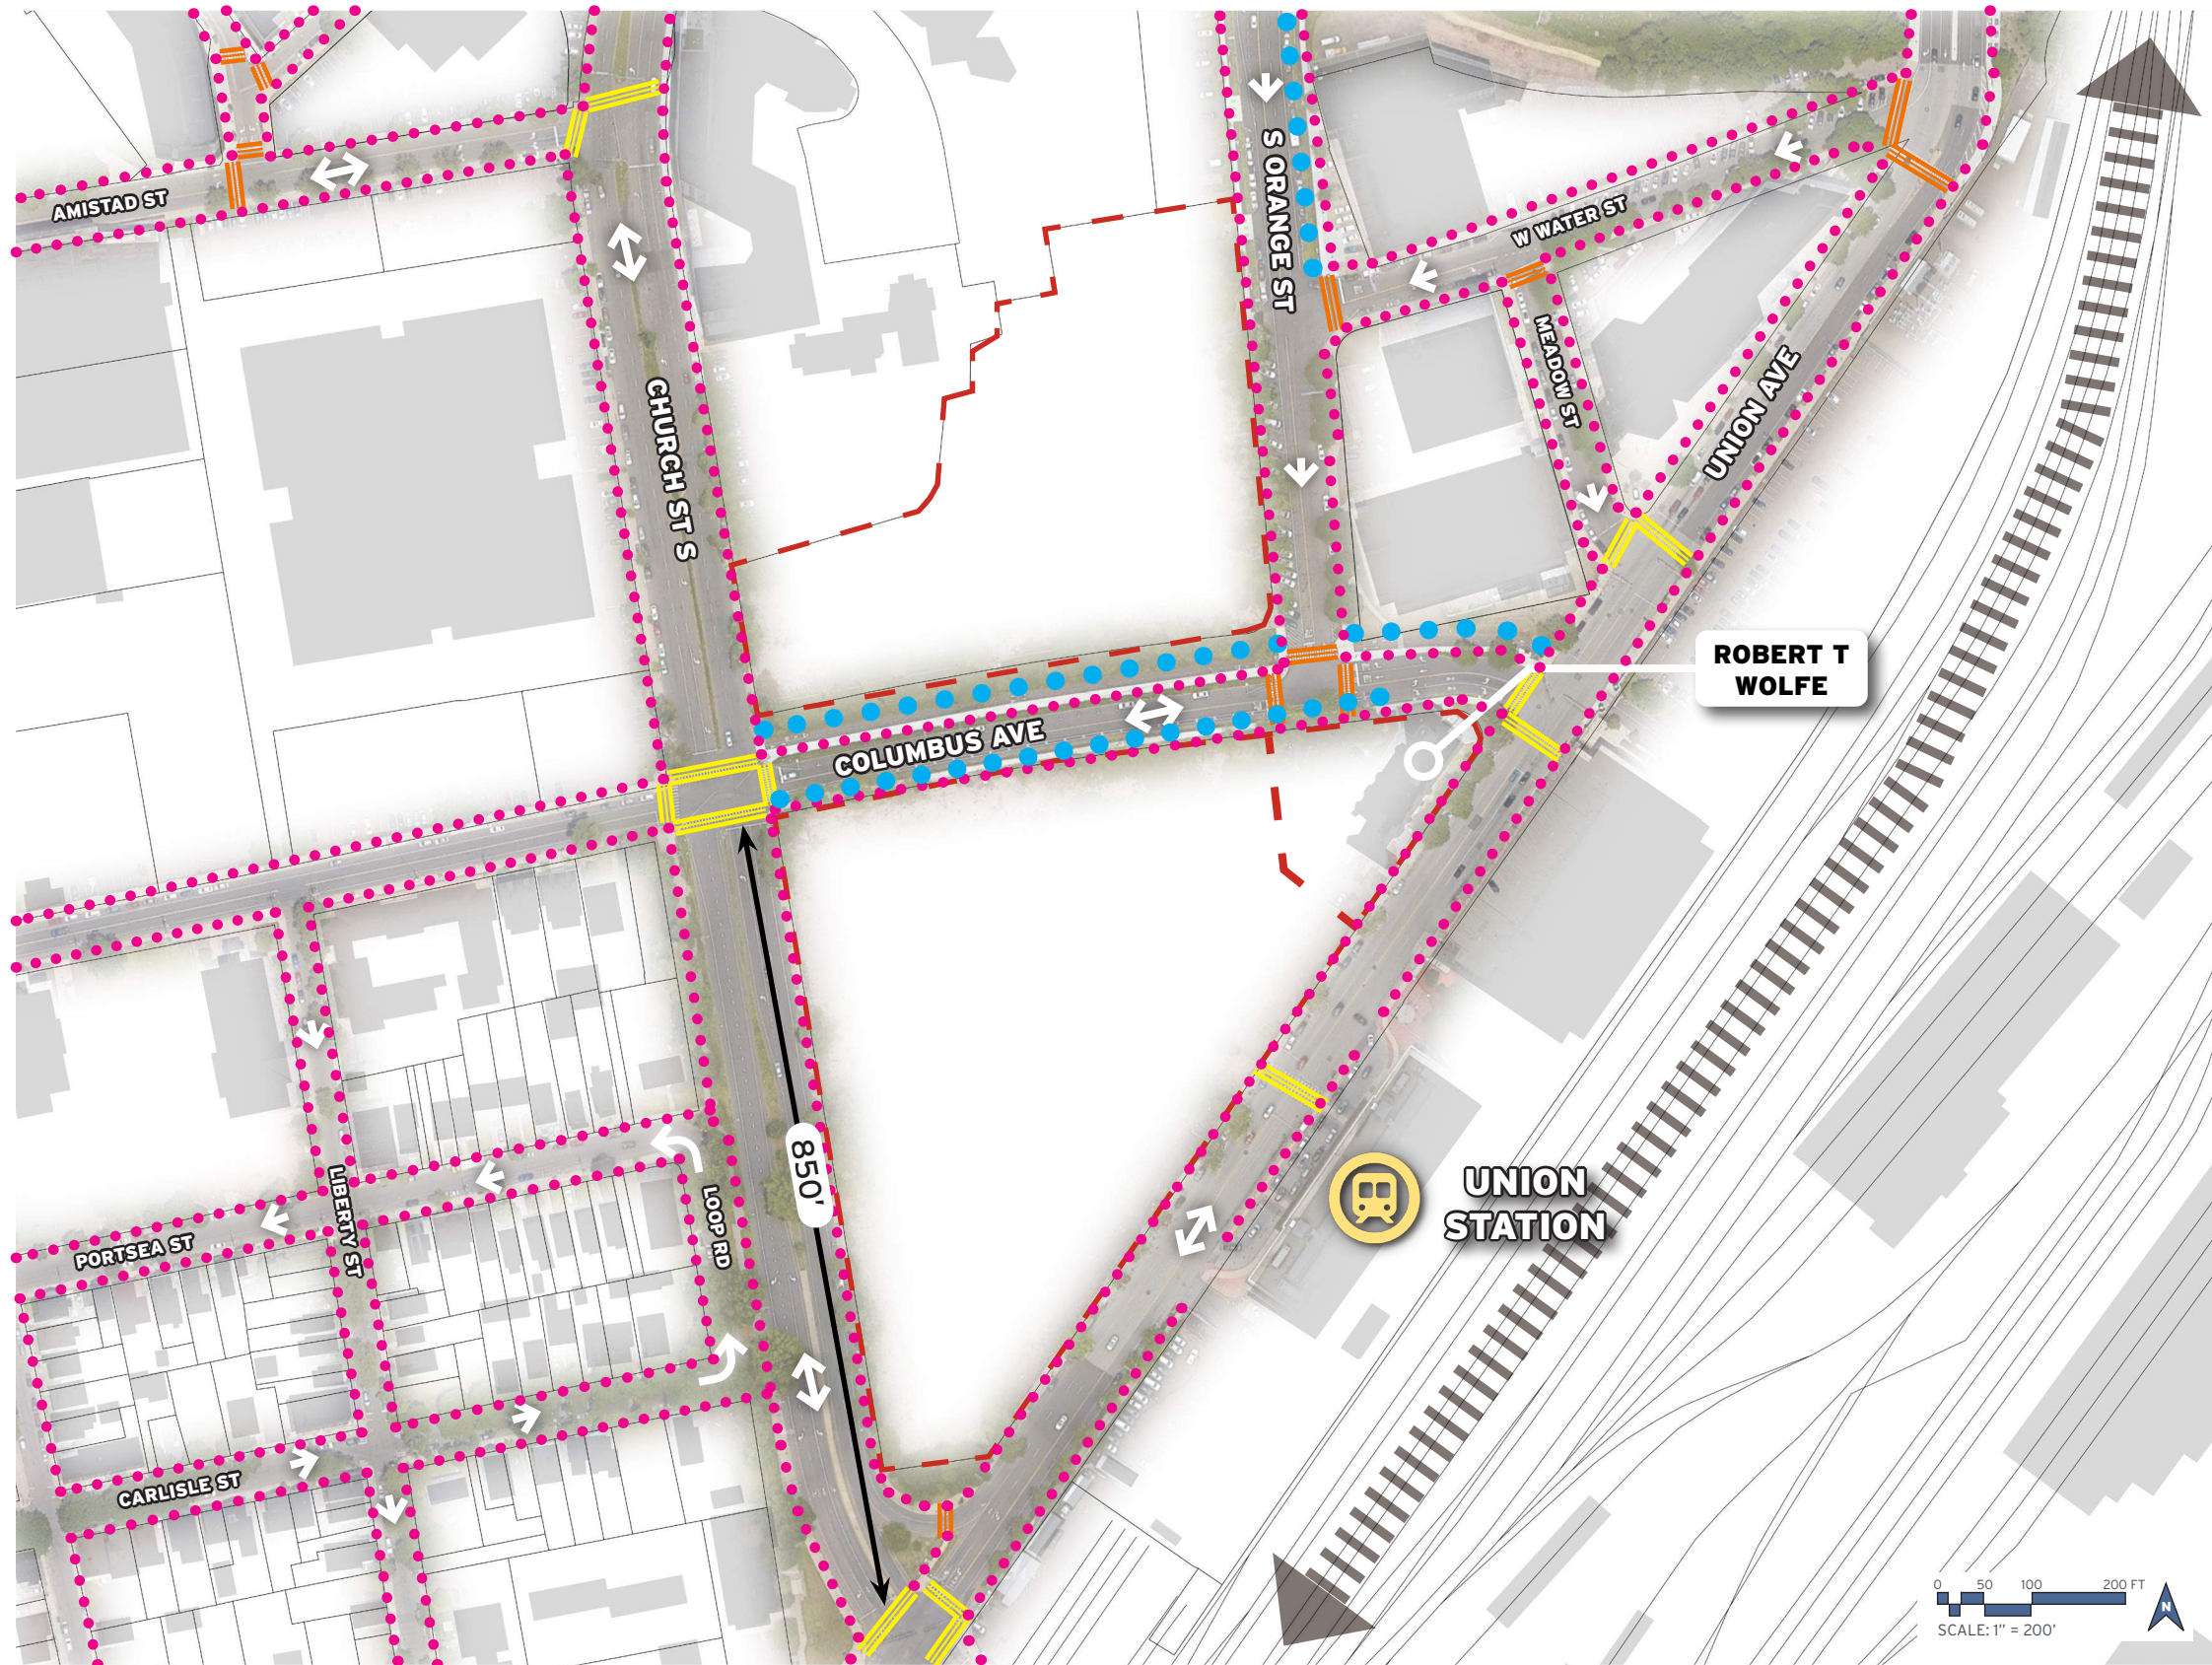 AMISTAD ST
CHURCH ST S
S ORANGE ST
W WATER ST
MEADOW ST
UNION AVE
ROBERT T
WOLFE
COLUMBUS AVE
850'
LOOP RD
LIBERTY ST
PORTSEA ST
CARLISLE ST
UNION
STATION
0 50 100 200 FT
N
SCALE: 1" = 200'